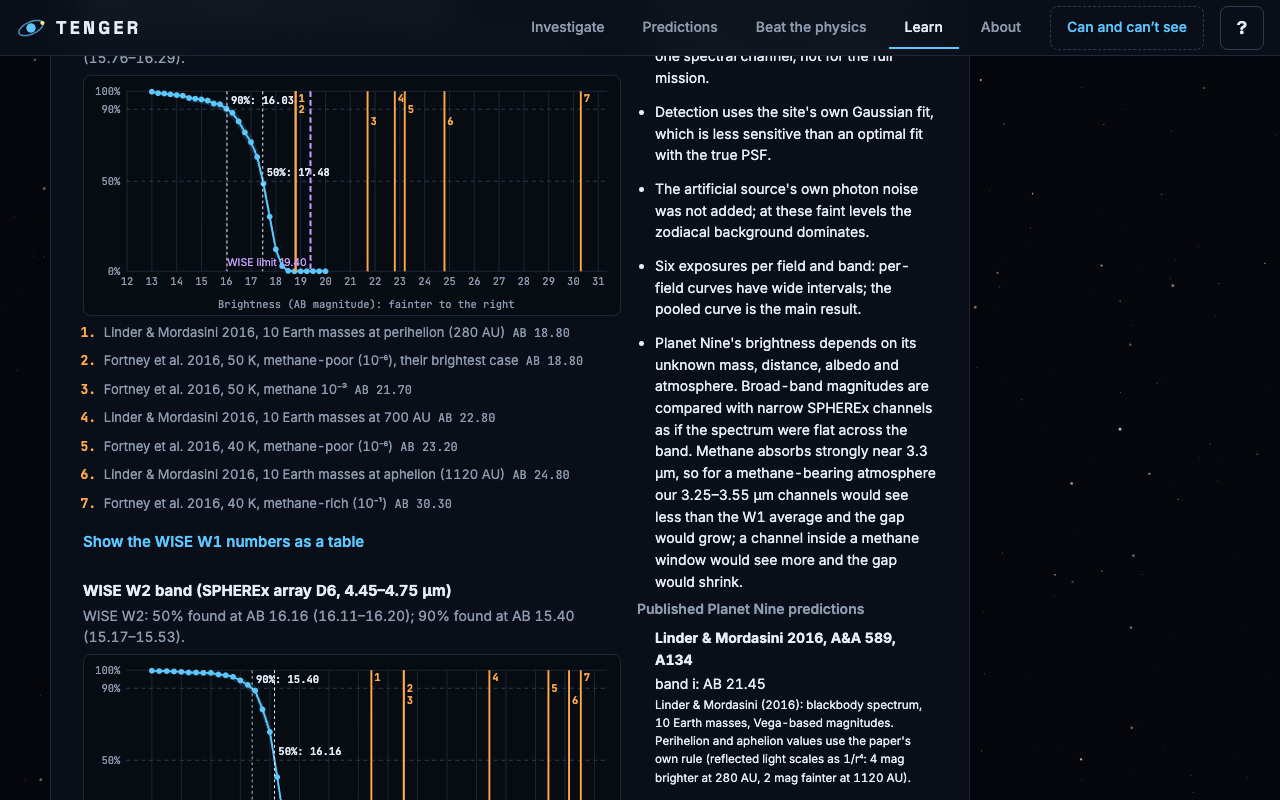 TENGER
Investigate
Predictions
Beat the physics
Learn
About
Can and can't see
?
(15.76–16.29).
100%
90%
50%
0%
90%: 16.03
50%: 17.48
WISE limit 19.40
1
2
3
4
5
6
7
12 13 14 15 16 17 18 19 20 21 22 23 24 25 26 27 28 29 30 31
Brightness (AB magnitude): fainter to the right
1. Linder & Mordasini 2016, 10 Earth masses at perihelion (280 AU) AB 18.80
2. Fortney et al. 2016, 50 K, methane-poor (10⁻⁶), their brightest case AB 18.80
3. Fortney et al. 2016, 50 K, methane 10⁻³ AB 21.70
4. Linder & Mordasini 2016, 10 Earth masses at 700 AU AB 22.80
5. Fortney et al. 2016, 40 K, methane-poor (10⁻⁶) AB 23.20
6. Linder & Mordasini 2016, 10 Earth masses at aphelion (1120 AU) AB 24.80
7. Fortney et al. 2016, 40 K, methane-rich (10⁻¹) AB 30.30
Show the WISE W1 numbers as a table
WISE W2 band (SPHEREx array D6, 4.45–4.75 μm)
WISE W2: 50% found at AB 16.16 (16.11–16.20); 90% found at AB 15.40
(15.17–15.53).
100%
90%
50%
90%: 15.40
50%: 16.16
1
2
3
4
5
6
7
one spectral channel, not for the full
mission.
• Detection uses the site's own Gaussian fit,
which is less sensitive than an optimal fit
with the true PSF.
• The artificial source's own photon noise
was not added; at these faint levels the
zodiacal background dominates.
• Six exposures per field and band: per-
field curves have wide intervals; the
pooled curve is the main result.
• Planet Nine's brightness depends on its
unknown mass, distance, albedo and
atmosphere. Broad-band magnitudes are
compared with narrow SPHEREx channels
as if the spectrum were flat across the
band. Methane absorbs strongly near 3.3
μm, so for a methane-bearing atmosphere
our 3.25–3.55 μm channels would see
less than the W1 average and the gap
would grow; a channel inside a methane
window would see more and the gap
would shrink.
Published Planet Nine predictions
Linder & Mordasini 2016, A&A 589,
A134
band i: AB 21.45
Linder & Mordasini (2016): blackbody spectrum,
10 Earth masses, Vega-based magnitudes.
Perihelion and aphelion values use the paper's
own rule (reflected light scales as 1/r⁴: 4 mag
brighter at 280 AU, 2 mag fainter at 1120 AU).